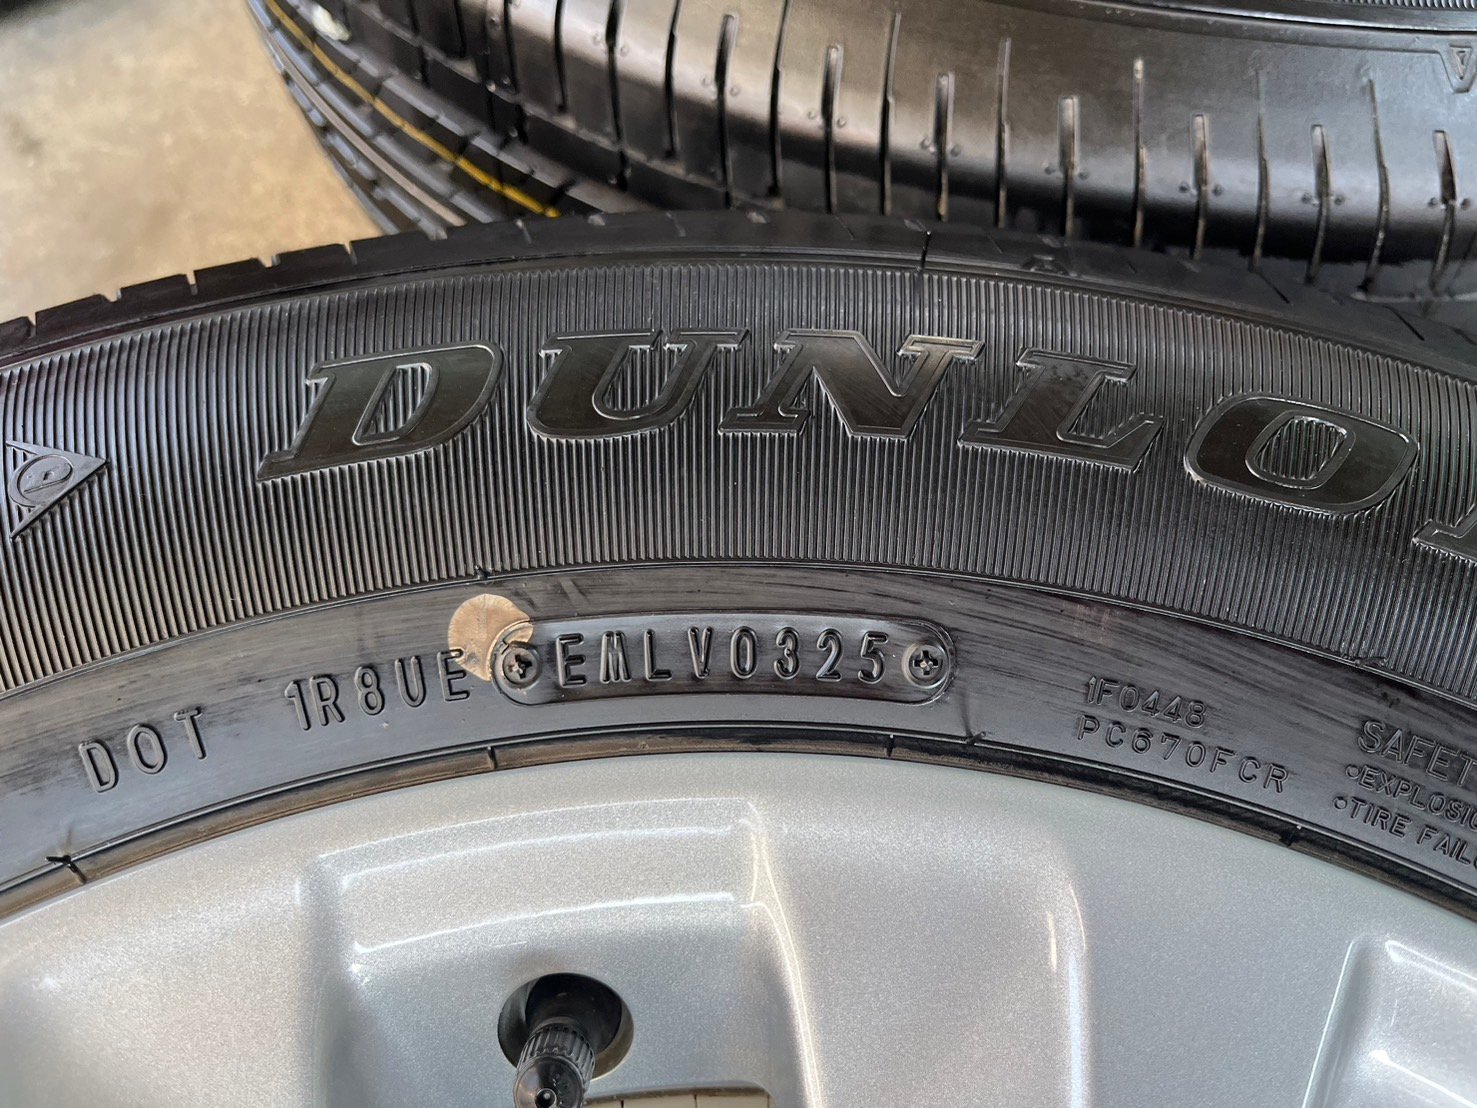 D
DUNLO
DOT 1R8UE EMLV0325
1F0448
PC670FCR
SAFET
•EXPLOSIO
•TIRE FAIL